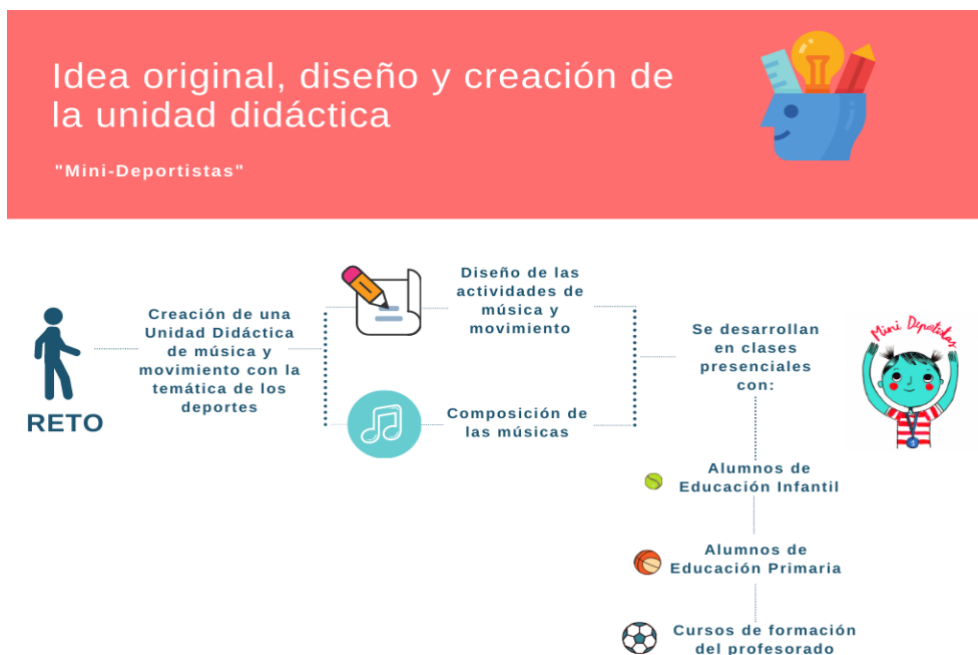 Idea original, diseño y creación de
la unidad didáctica
"Mini-Deportistas"
RETO
Creación de una
Unidad Didáctica
de música y
movimiento con la
temática de los
deportes
Diseño de las
actividades de
música y
movimiento
Composición de
las músicas
Se desarrollan
en clases
presenciales
con:
Mini Deportistas
Alumnos de
Educación Infantil
Alumnos de
Educación Primaria
Cursos de formación
del profesorado